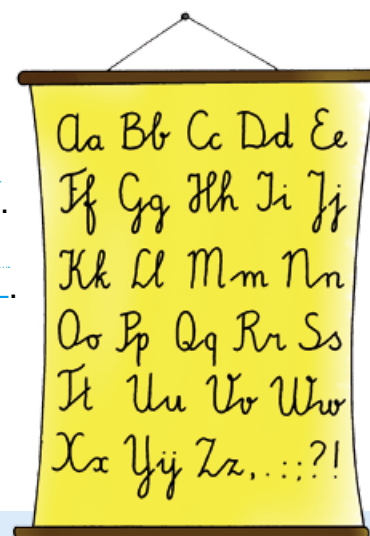 Aa Bb Cc Dd Ee
Ff Gg Hh Ii Jj
Kk Ll Mm Nn
Oo Pp Qq Rr Ss
Tt Uu Vv Ww
Xx Yÿ Zz , . : ; ? !